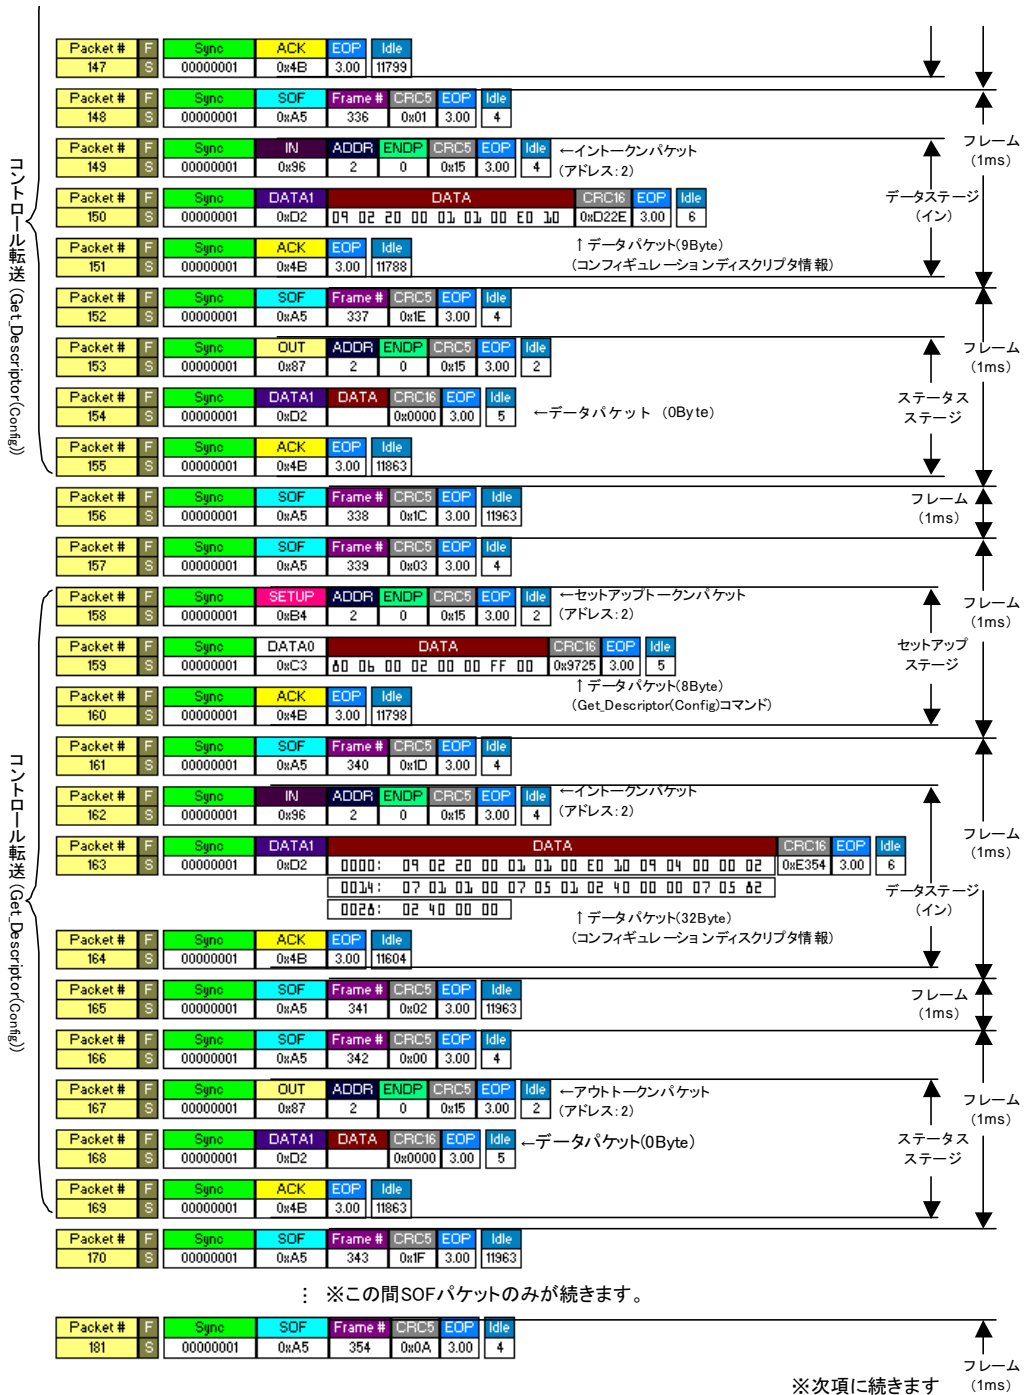 Packet # F Sync ACK EOP Idle
147 S 00000001 0x4B 3.00 11799
Packet # F Sync SOF Frame # CRC5 EOP Idle
148 S 00000001 0xA5 336 0x01 3.00 4
フレーム
(1ms)
Packet # F Sync IN ADDR ENDP CRC5 EOP Idle ←イントークンパケット
149 S 00000001 0x96 2 0 0x15 3.00 4 (アドレス:2)
データステージ
(イン)
Packet # F Sync DATA1 DATA CRC16 EOP Idle
150 S 00000001 0xD2 09 02 20 00 01 01 00 E0 10 0xD22E 3.00 6
Packet # F Sync ACK EOP Idle ↑データパケット(9Byte)
151 S 00000001 0x4B 3.00 11788 (コンフィギュレーションディスクリプタ情報)
コントロール転送(Get_Descriptor(Config))
Packet # F Sync SOF Frame # CRC5 EOP Idle
152 S 00000001 0xA5 337 0x1E 3.00 4
Packet # F Sync OUT ADDR ENDP CRC5 EOP Idle
153 S 00000001 0x87 2 0 0x15 3.00 2
フレーム
(1ms)
Packet # F Sync DATA1 DATA CRC16 EOP Idle
154 S 00000001 0xD2 0x0000 3.00 5 ←データパケット (0Byte)
ステータス
ステージ
Packet # F Sync ACK EOP Idle
155 S 00000001 0x4B 3.00 11863
Packet # F Sync SOF Frame # CRC5 EOP Idle
156 S 00000001 0xA5 338 0x1C 3.00 11963
フレーム
(1ms)
Packet # F Sync SOF Frame # CRC5 EOP Idle
157 S 00000001 0xA5 339 0x03 3.00 4
Packet # F Sync SETUP ADDR ENDP CRC5 EOP Idle ←セットアップトークンパケット
158 S 00000001 0xB4 2 0 0x15 3.00 2 (アドレス:2)
フレーム
(1ms)
Packet # F Sync DATA0 DATA CRC16 EOP Idle
159 S 00000001 0xC3 80 06 00 02 00 00 FF 00 0x9725 3.00 5
セットアップ
ステージ
Packet # F Sync ACK EOP Idle ↑データパケット(8Byte)
160 S 00000001 0x4B 3.00 11798 (Get_Descriptor(Config)コマンド)
Packet # F Sync SOF Frame # CRC5 EOP Idle
161 S 00000001 0xA5 340 0x1D 3.00 4
Packet # F Sync IN ADDR ENDP CRC5 EOP Idle ←イントークンパケット
162 S 00000001 0x96 2 0 0x15 3.00 4 (アドレス:2)
フレーム
(1ms)
コントロール転送(Get_Descriptor(Config))
Packet # F Sync DATA1 DATA CRC16 EOP Idle
163 S 00000001 0xD2 0000: 09 02 20 00 01 01 00 E0 10 09 04 00 00 02 0xE354 3.00 6
0014: 07 01 01 00 07 05 01 02 40 00 00 07 05 82
0028: 02 40 00 00
データステージ
(イン)
↑データパケット(32Byte)
(コンフィギュレーションディスクリプタ情報)
Packet # F Sync ACK EOP Idle
164 S 00000001 0x4B 3.00 11604
Packet # F Sync SOF Frame # CRC5 EOP Idle
165 S 00000001 0xA5 341 0x02 3.00 11963
フレーム
(1ms)
Packet # F Sync SOF Frame # CRC5 EOP Idle
166 S 00000001 0xA5 342 0x00 3.00 4
Packet # F Sync OUT ADDR ENDP CRC5 EOP Idle ←アウトトークンパケット
167 S 00000001 0x87 2 0 0x15 3.00 2 (アドレス:2)
フレーム
(1ms)
Packet # F Sync DATA1 DATA CRC16 EOP Idle ←データパケット(0Byte)
168 S 00000001 0xD2 0x0000 3.00 5
ステータス
ステージ
Packet # F Sync ACK EOP Idle
169 S 00000001 0x4B 3.00 11863
Packet # F Sync SOF Frame # CRC5 EOP Idle
170 S 00000001 0xA5 343 0x1F 3.00 11963
⋮ ※この間SOFパケットのみが続きます。
Packet # F Sync SOF Frame # CRC5 EOP Idle
181 S 00000001 0xA5 354 0x0A 3.00 4
フレーム
(1ms)
※次項に続きます